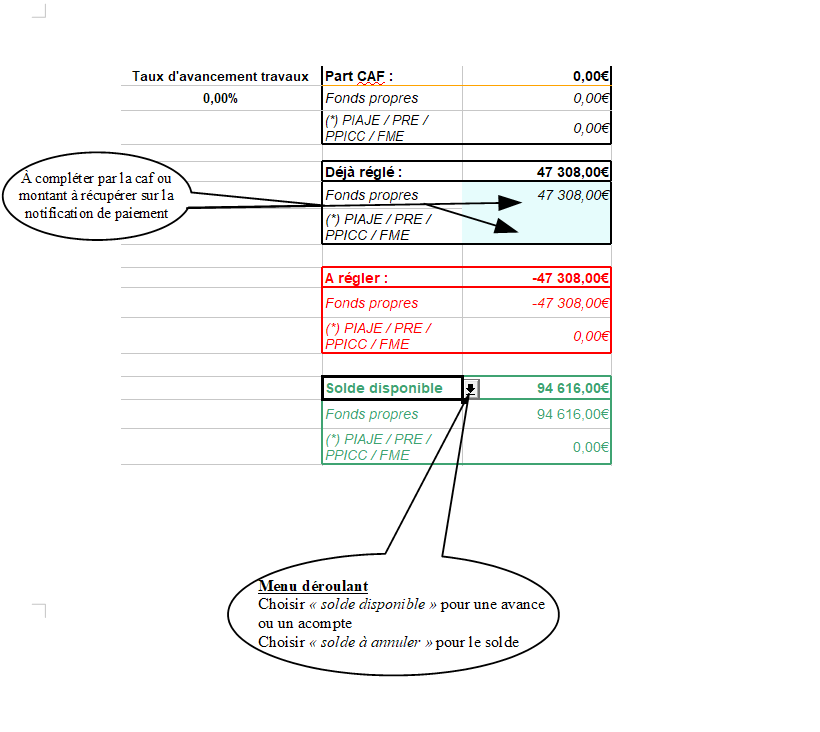 Taux d'avancement travaux Part CAF : 0,00€
0,00% Fonds propres 0,00€
(*) PIAJE / PRE /
PPICC / FME 0,00€
À compléter par la caf ou
montant à récupérer sur la
notification de paiement
Déjà réglé : 47 308,00€
Fonds propres 47 308,00€
(*) PIAJE / PRE /
PPICC / FME
A régler : -47 308,00€
Fonds propres -47 308,00€
(*) PIAJE / PRE /
PPICC / FME 0,00€
Solde disponible 94 616,00€
Fonds propres 94 616,00€
(*) PIAJE / PRE /
PPICC / FME 0,00€
Menu déroulant
Choisir « solde disponible » pour une avance
ou un acompte
Choisir « solde à annuler » pour le solde